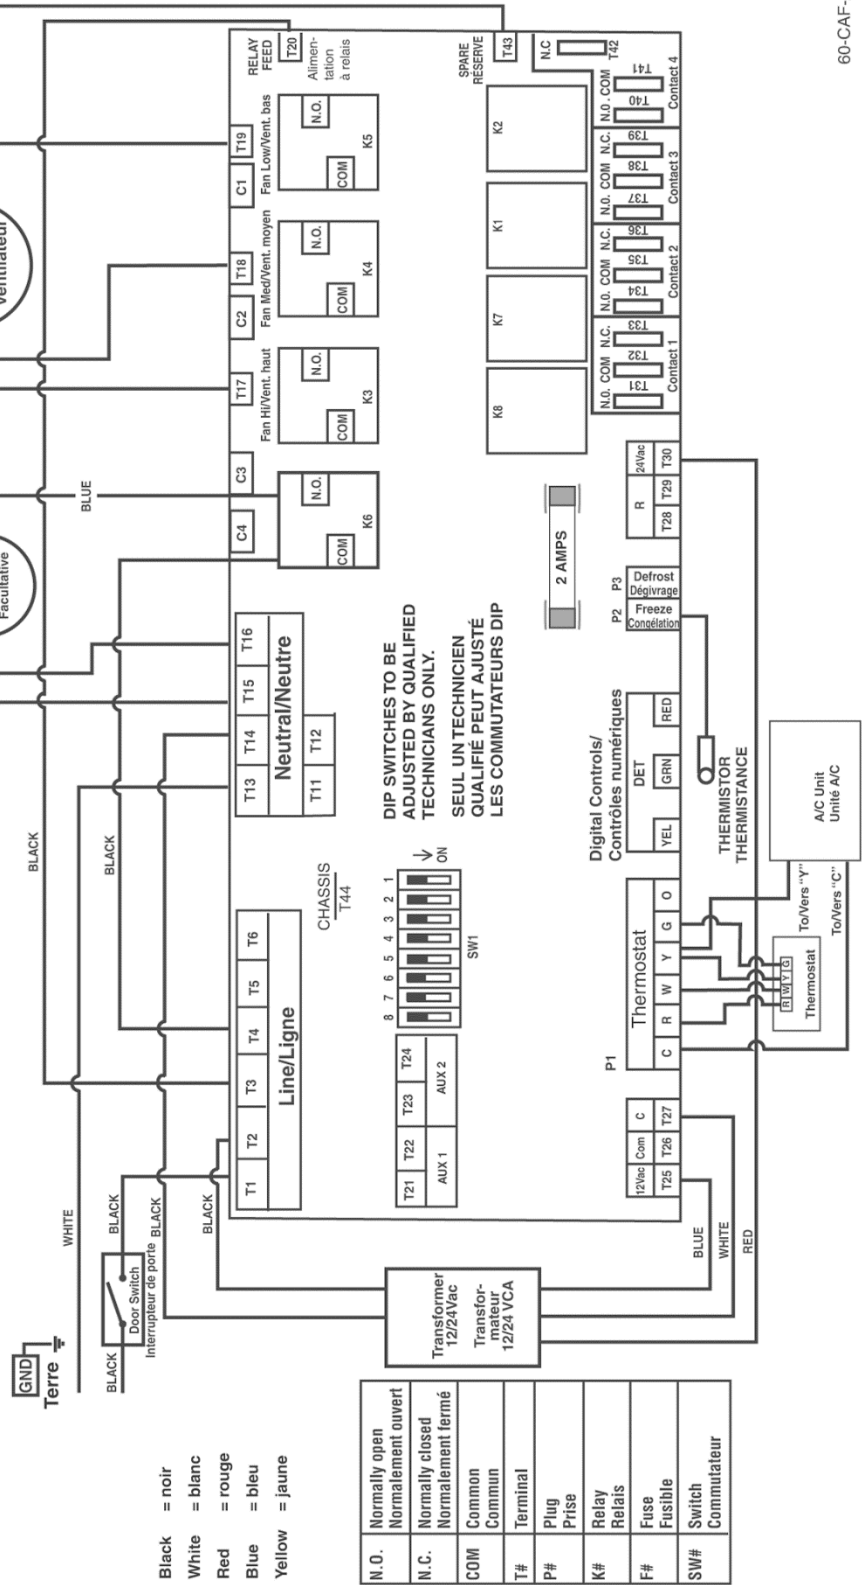 Black = noir
White = blanc
Red = rouge
Blue = bleu
Yellow = jaune
N.O. Normally open
Normalement ouvert
N.C. Normally closed
Normalement fermé
COM Common
Commun
T# Terminal
P# Plug
Prise
K# Relay
Relais
F# Fuse
Fusible
SW# Switch
Commutateur
GND
Terre
BLACK
Door Switch
Interrupteur de porte
WHITE
BLACK
BLACK
BLACK
Transformer
12/24Vac
Transfor-
mateur
12/24 VCA
BLUE
WHITE
RED
BLACK
BLACK
BLUE
T1 T2 T3 T4 T5 T6
Line/Ligne
T13 T14 T15 T16
Neutral/Neutre
T11 T12
CHASSIS
T44
C4 C3 T17 C2 T18 C1 T19
Fan Hi/Vent. haut
Fan Med/Vent. moyen
Fan Low/Vent. bas
RELAY
FEED
T20
Alimen-
tation
à relais
COM N.O.
K6
COM N.O.
K3
COM N.O.
K4
COM N.O.
K5
Facultative
Ventilateur
T21 T22 T23 T24
AUX 1 AUX 2
8 7 6 5 4 3 2 1
ON
SW1
DIP SWITCHES TO BE
ADJUSTED BY QUALIFIED
TECHNICIANS ONLY.
SEUL UN TECHNICIEN
QUALIFIÉ PEUT AJUSTÉ
LES COMMUTATEURS DIP
2 AMPS
K8 K7 K1 K2
SPARE
RÉSERVE
T43
N.C
T42
N.O. COM N.C.
T31 T32 T33
Contact 1
N.O. COM N.C.
T34 T35 T36
Contact 2
N.O. COM N.C.
T37 T38 T39
Contact 3
N.O. COM
T40 T41
Contact 4
12Vac Com C
T25 T26 T27
P1
Thermostat
C R W Y G O
Digital Controls/
Contrôles numériques
DET
YEL GRN RED
P2 P3
Freeze
Congélation
Defrost
Dégivrage
R 24Vac
T28 T29 T30
THERMISTOR
THERMISTANCE
R W Y G
Thermostat
To/Vers "Y"
To/Vers "C"
A/C Unit
Unité A/C
60-CAF-